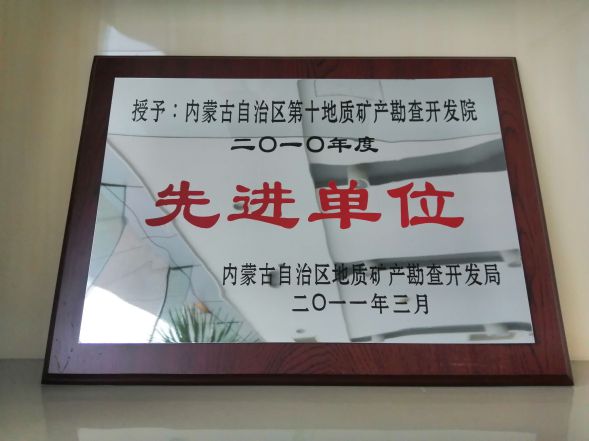 授予：内蒙古自治区第十地质矿产勘查开发院
二〇一〇年度
先进单位
内蒙古自治区地质矿产勘查开发局
二〇一一年三月